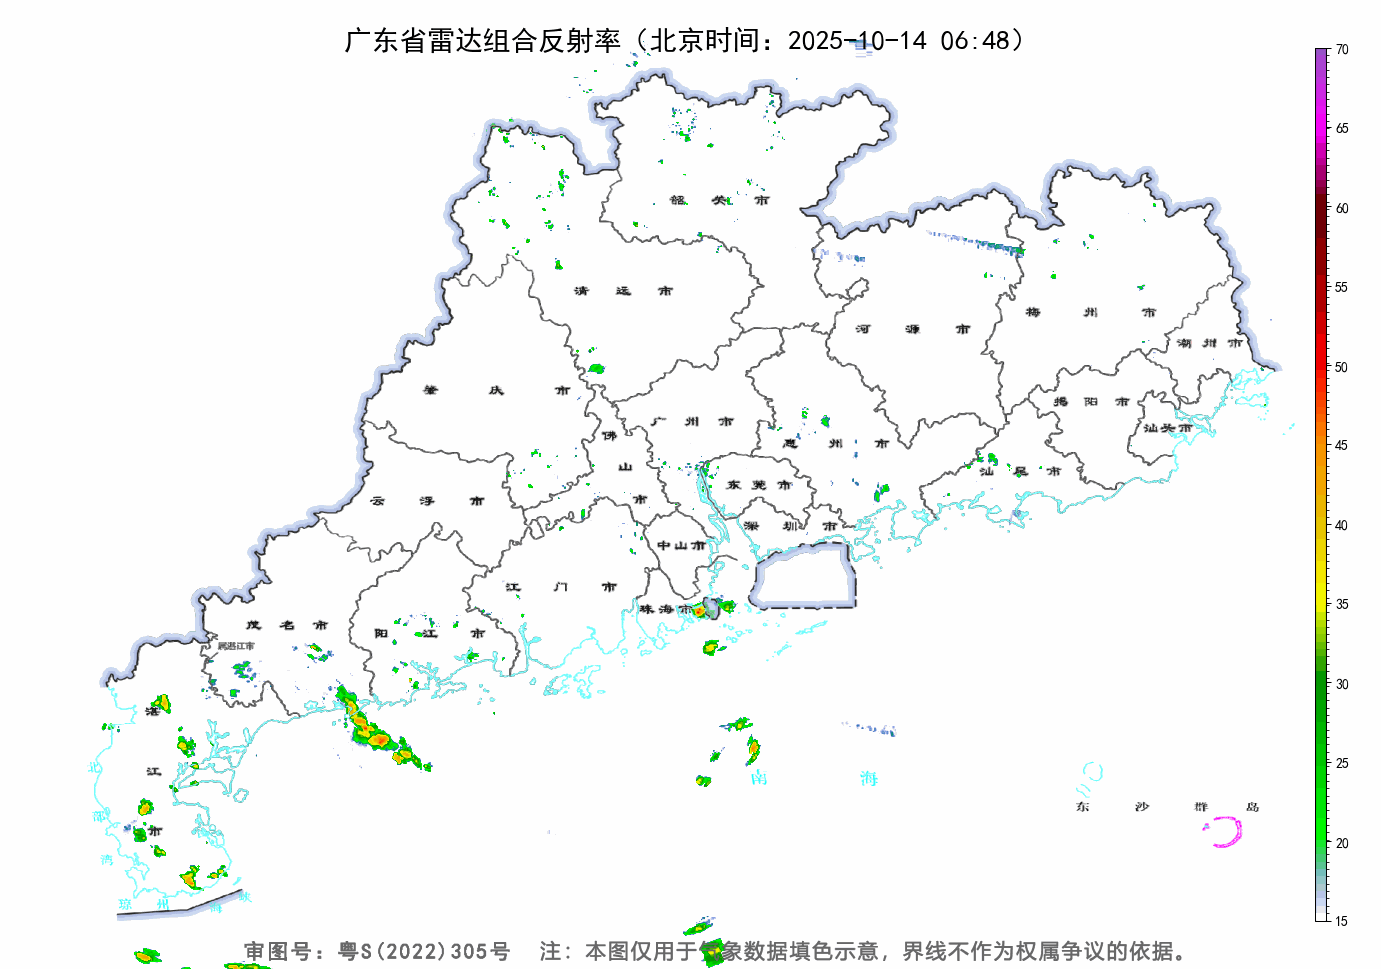 广东省雷达组合反射率（北京时间：2025-10-14 06:48）
70
65
60
55
50
45
40
35
30
25
20
15
韶关市
清远市
河源市
梅州市
潮州市
肇庆市
广州市
揭阳市
汕头市
佛山市
惠州市
汕尾市
东莞市
云浮市
深圳市
中山市
江门市
珠海市
茂名市
阳江市
属湛江市
湛江市
南海
北部湾
东沙群岛
琼州海峡
审图号：粤S(2022)305号 注：本图仅用于气象数据填色示意，界线不作为权属争议的依据。